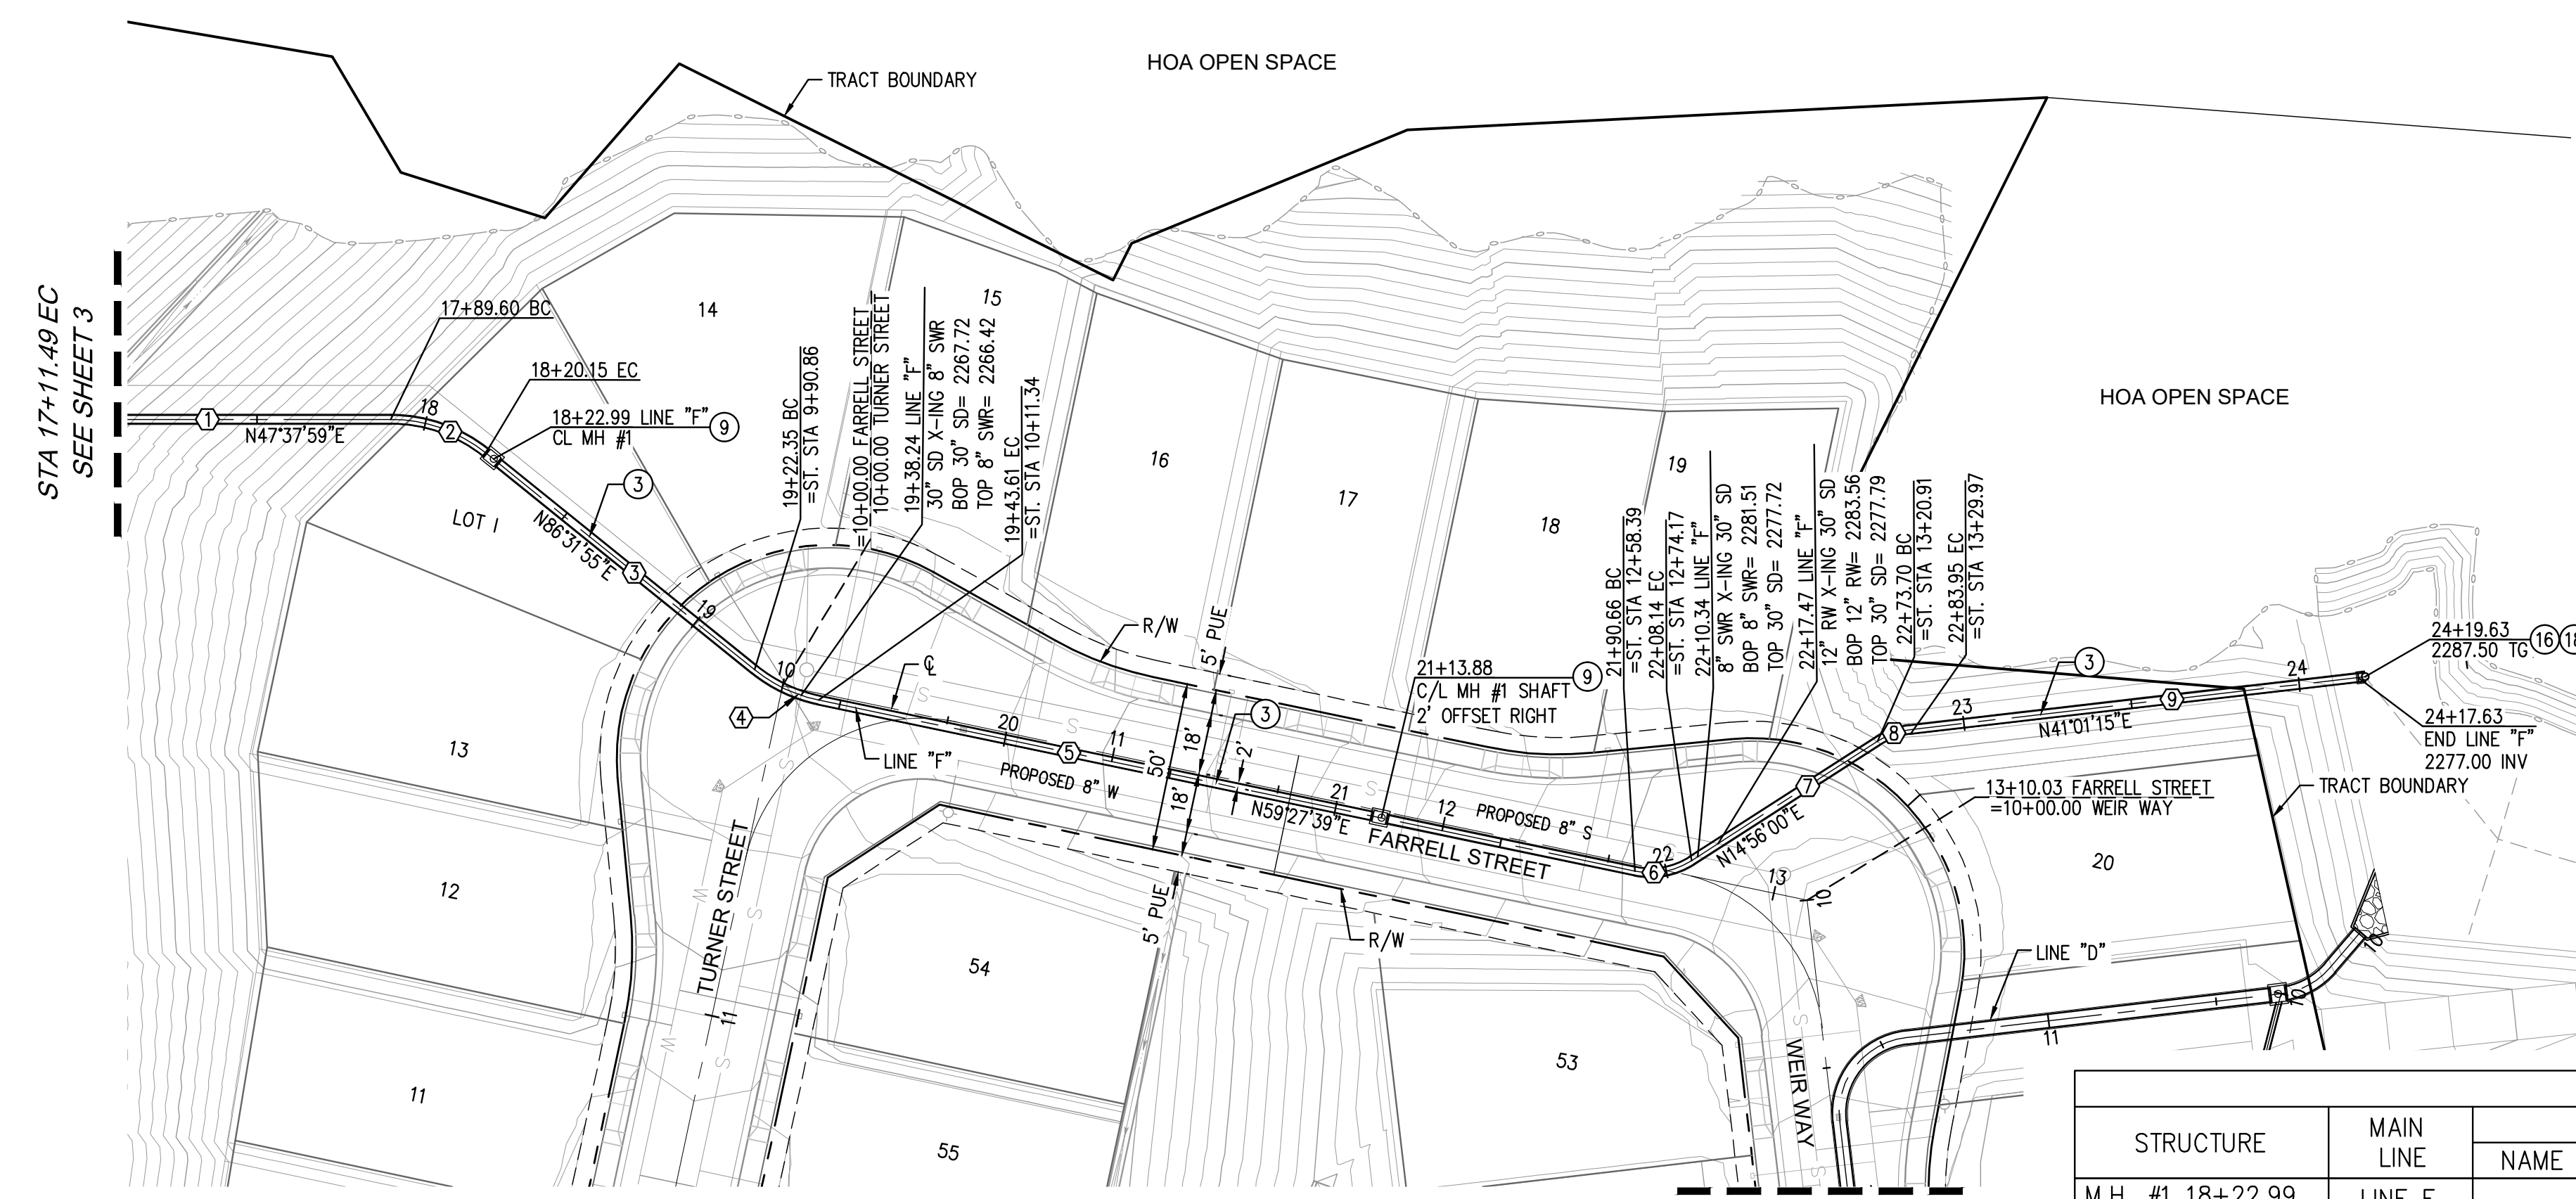 HOA OPEN SPACE
TRACT BOUNDARY
STA 17+11.49 EC
SEE SHEET 3
17+89.60 BC
18+20.15 EC
18+22.99 LINE "F"
CL MH #1
9
1
N47°37'59"E
18
2
3
LOT I
N86°31'55"E
3
19
14
15
16
17
18
19
19+22.35 BC
=ST. STA 9+90.86
=10+00.00 FARRELL STREET
10+00.00 TURNER STREET
19+38.24 LINE "F"
30" SD X-ING 8" SWR
BOP 30" SD= 2267.72
TOP 8" SWR= 2266.42
19+43.61 EC
=ST. STA 10+11.34
HOA OPEN SPACE
21+90.66 BC
=ST. STA 12+58.39
22+08.14 EC
=ST. STA 12+74.17
22+10.34 LINE "F"
8" SWR X-ING 30" SD
BOP 8" SWR= 2281.51
TOP 30" SD= 2277.72
22+17.47 LINE "F"
12" RW X-ING 30" SD
BOP 12" RW= 2283.56
TOP 30" SD= 2277.79
22+73.70 BC
=ST. STA 13+20.91
22+83.95 EC
=ST. STA 13+29.97
R/W
5' PUE
21+13.88
C/L MH #1 SHAFT
2' OFFSET RIGHT
9
24+19.63
2287.50 TG
16
18
24+17.63
END LINE "F"
2277.00 INV
3
24
23
9
N41°01'15"E
8
7
N14°56'00"E
10
4
℄
LINE "F"
20
5
11
PROPOSED 8" W
50'
18'
18'
2'
3
N59°27'39"E
21
12
PROPOSED 8" S
FARRELL STREET
22
6
13
10
13+10.03 FARRELL STREET
=10+00.00 WEIR WAY
TRACT BOUNDARY
20
13
12
11
TURNER STREET
11
W
S
W
S
S
S
S
W
S
S
S
5' PUE
R/W
54
55
53
WEIR WAY
LINE "D"
11
10
10
STRUCTURE
MAIN
LINE
NAME
M.H. #1 18+22.99
LINE F